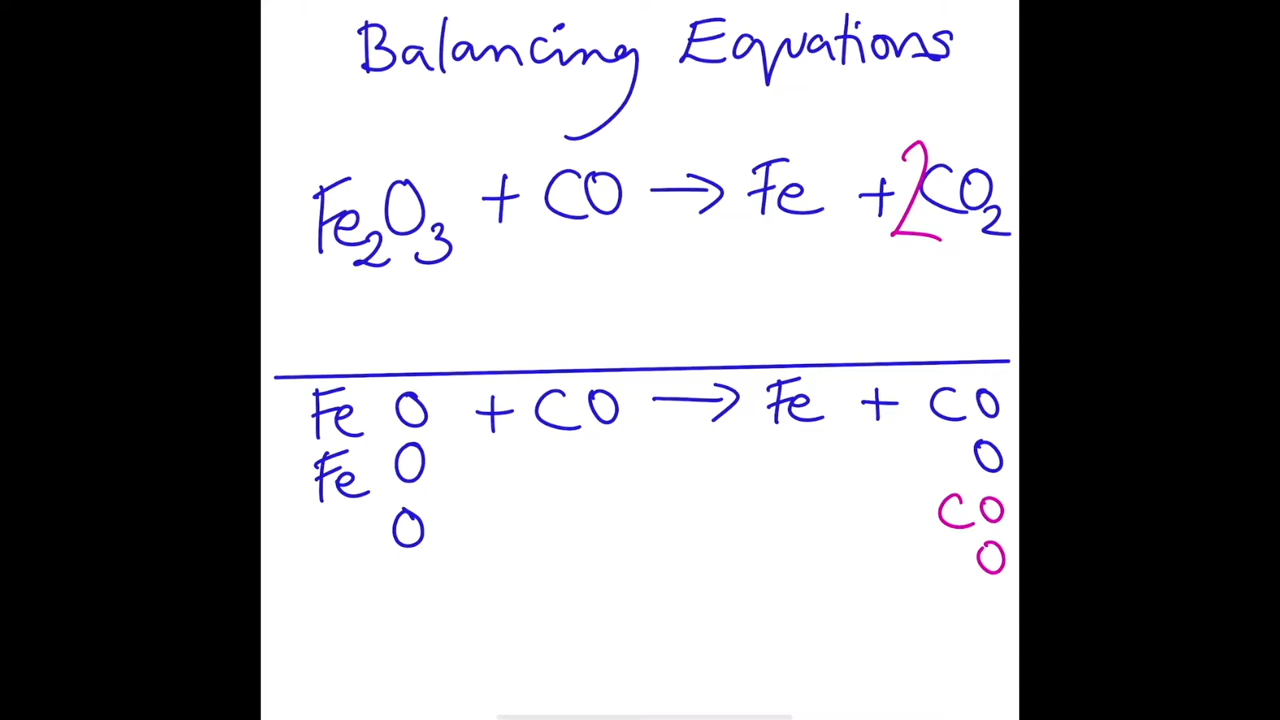 Balancing Equations
Fe₂O₃ + CO → Fe + 2CO₂
Fe O + CO → Fe + CO
Fe O O
O CO
O